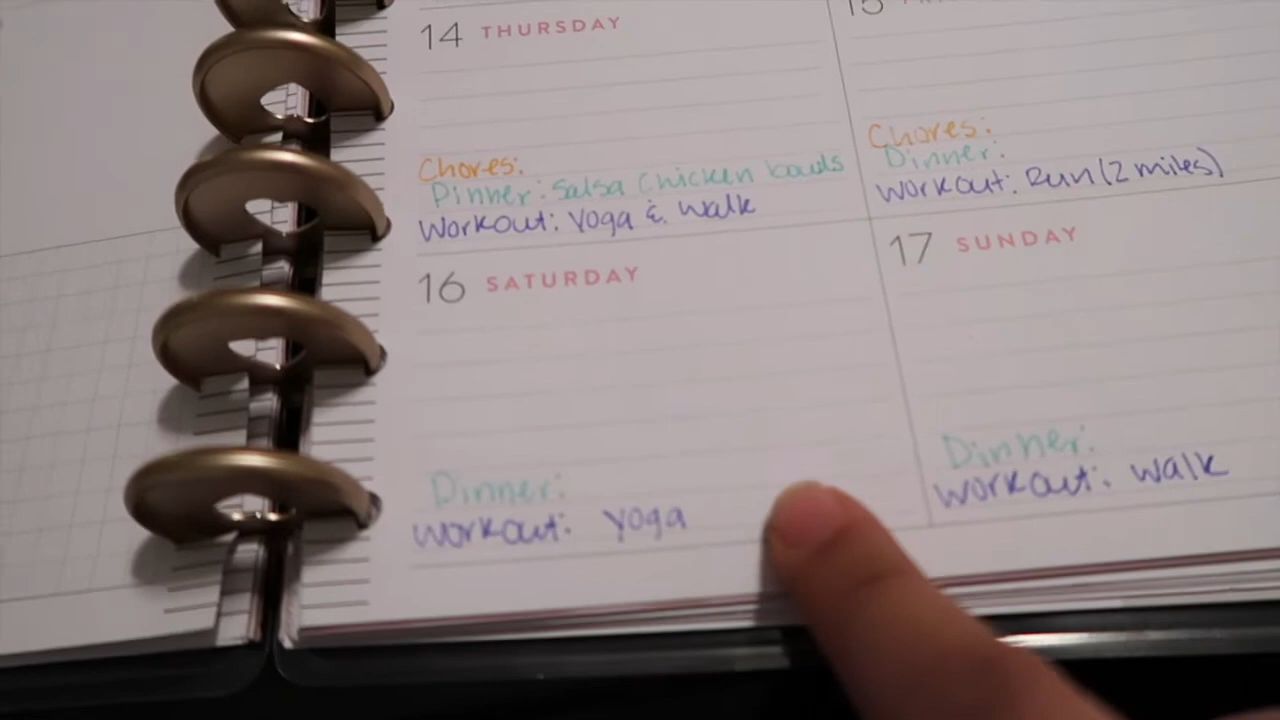 14 THURSDAY
Chores:
Dinner: Salsa Chicken bowls
Workout: Yoga & Walk
15
Chores:
Dinner:
Workout: Run (2 miles)
16 SATURDAY
Dinner:
Workout: Yoga
17 SUNDAY
Dinner:
Workout: Walk